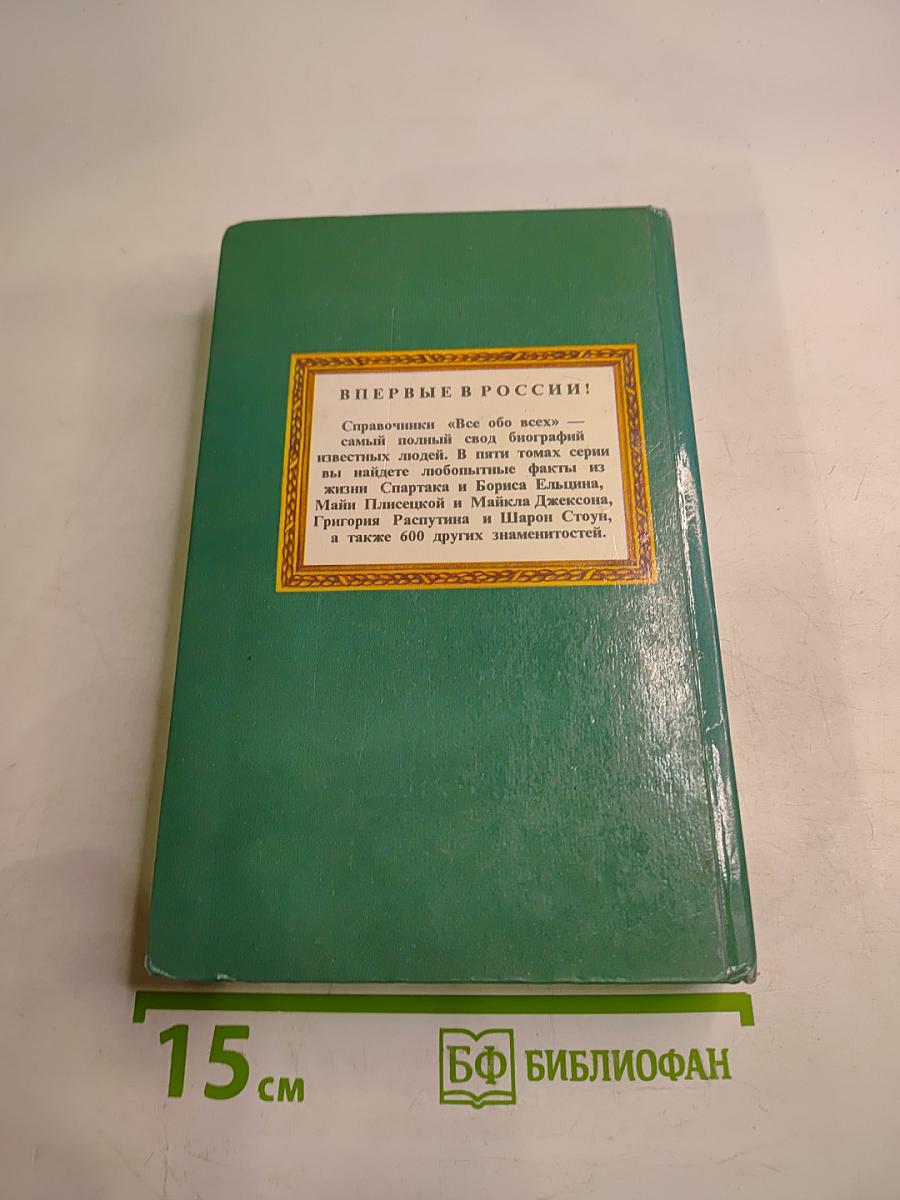 ВПЕРВЫЕ В РОССИИ!
Справочники «Все обо всех» —
самый полный свод биографий
известных людей. В пяти томах серии
вы найдете любопытные факты из
жизни Спартака и Бориса Ельцина,
Майи Плисецкой и Майкла Джексона,
Григория Распутина и Шарон Стоун,
а также 600 других знаменитостей.
15 см
БФ БИБЛИОФАН